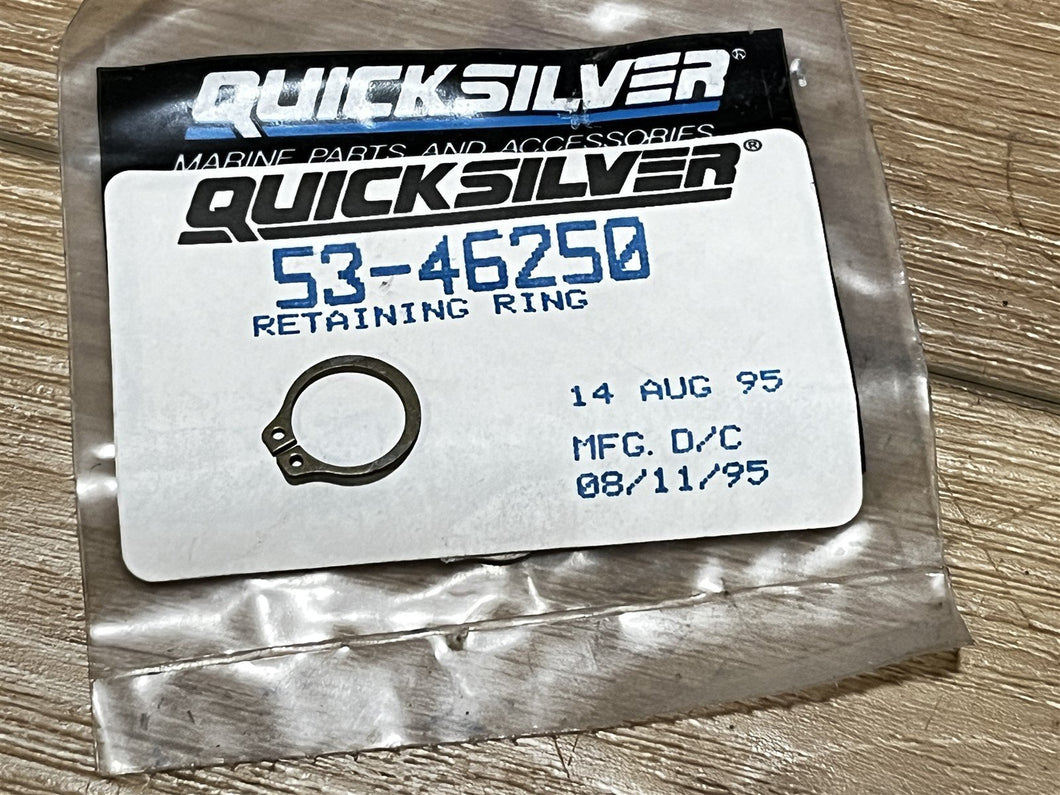 QUICKSILVER®
MARINE PARTS AND ACCESSORIES
QUICKSILVER®
53-46250
RETAINING RING
14 AUG 95
MFG. D/C
08/11/95